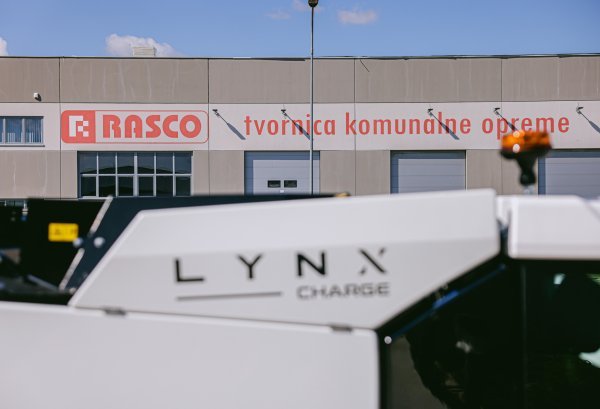 RASCO tvornica komunalne opreme
LYNX
CHARGE